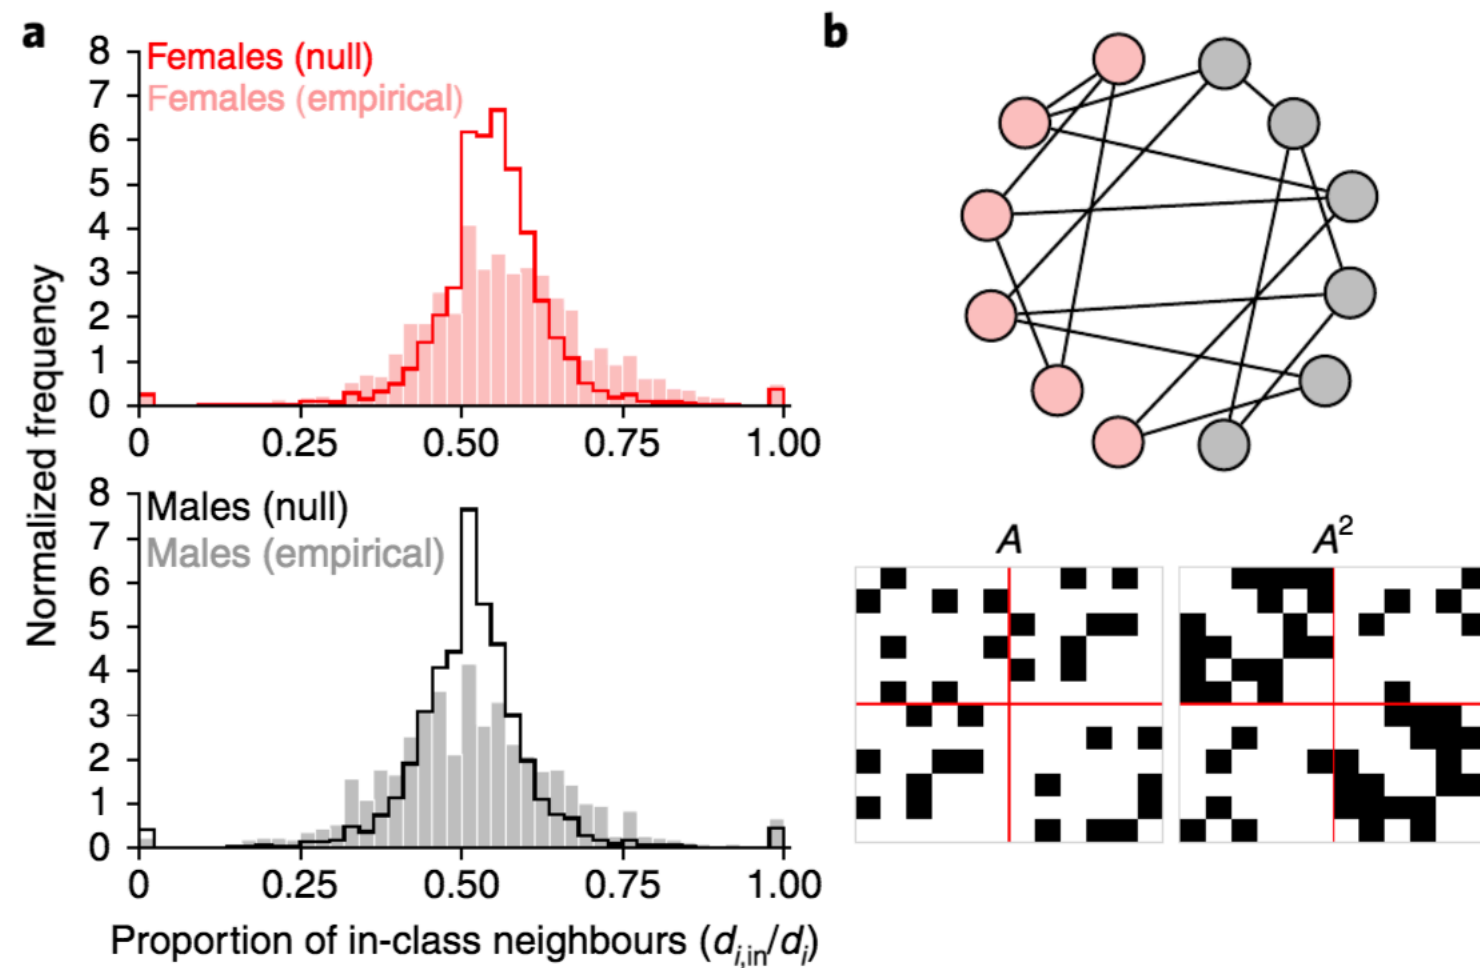 a
Females (null)
Females (empirical)
8
7
6
5
4
3
2
1
0
0 0.25 0.50 0.75 1.00
Males (null)
Males (empirical)
8
7
6
5
4
3
2
1
0
0 0.25 0.50 0.75 1.00
Normalized frequency
Proportion of in-class neighbours (d_{i,in}/d_i)
b
A A²